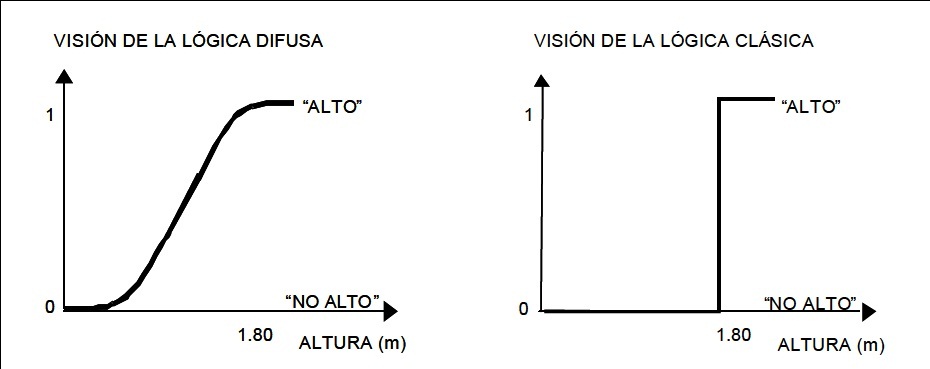 VISIÓN DE LA LÓGICA DIFUSA
1
“ALTO”
0
“NO ALTO”
1.80
ALTURA (m)
VISIÓN DE LA LÓGICA CLÁSICA
1
“ALTO”
0
“NO ALTO”
1.80
ALTURA (m)